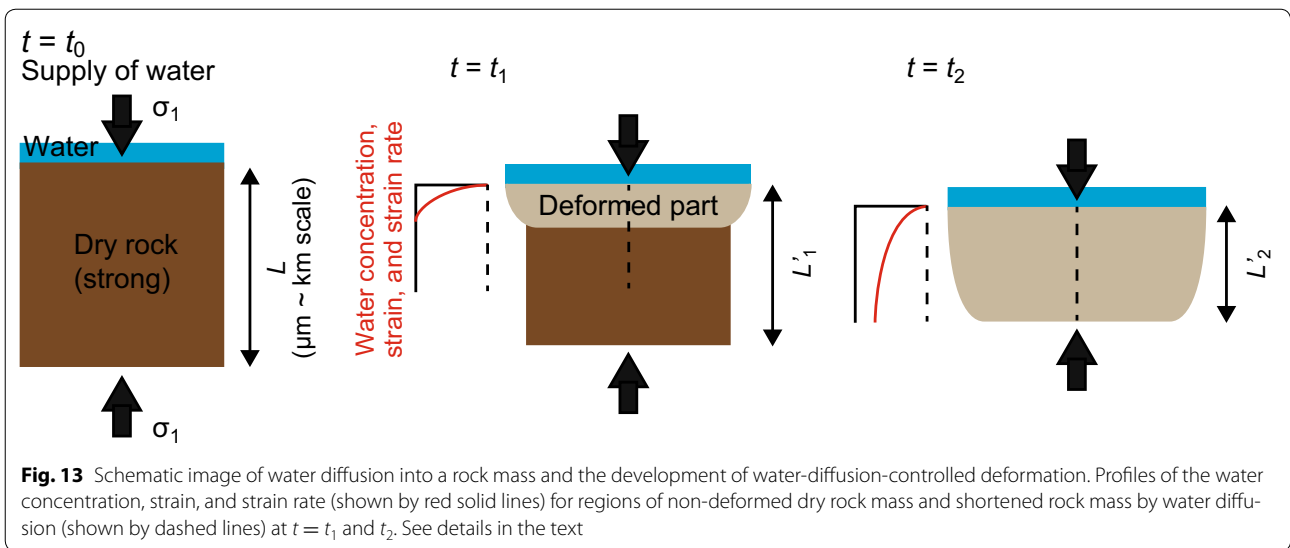 t = t₀
Supply of water
σ₁
Water
Dry rock
(strong)
L
(µm ~ km scale)
σ₁
t = t₁
Water concentration,
strain, and strain rate
Deformed part
L'₁
t = t₂
L'₂
Fig. 13 Schematic image of water diffusion into a rock mass and the development of water-diffusion-controlled deformation. Profiles of the water
concentration, strain, and strain rate (shown by red solid lines) for regions of non-deformed dry rock mass and shortened rock mass by water diffu-
sion (shown by dashed lines) at t = t₁ and t₂. See details in the text